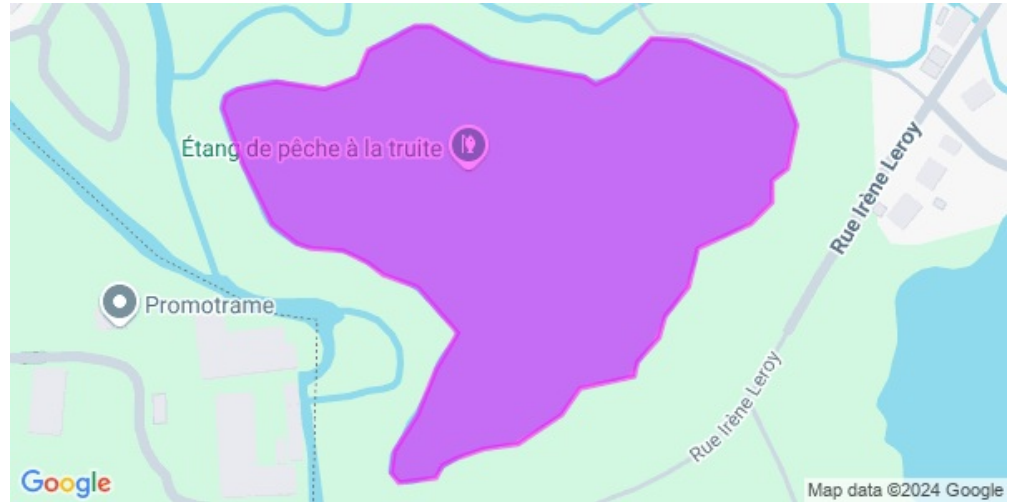 Étang de pêche à la truite
Rue Irène Leroy
Promotrame
Rue Irène Leroy
Google
Map data ©2024 Google